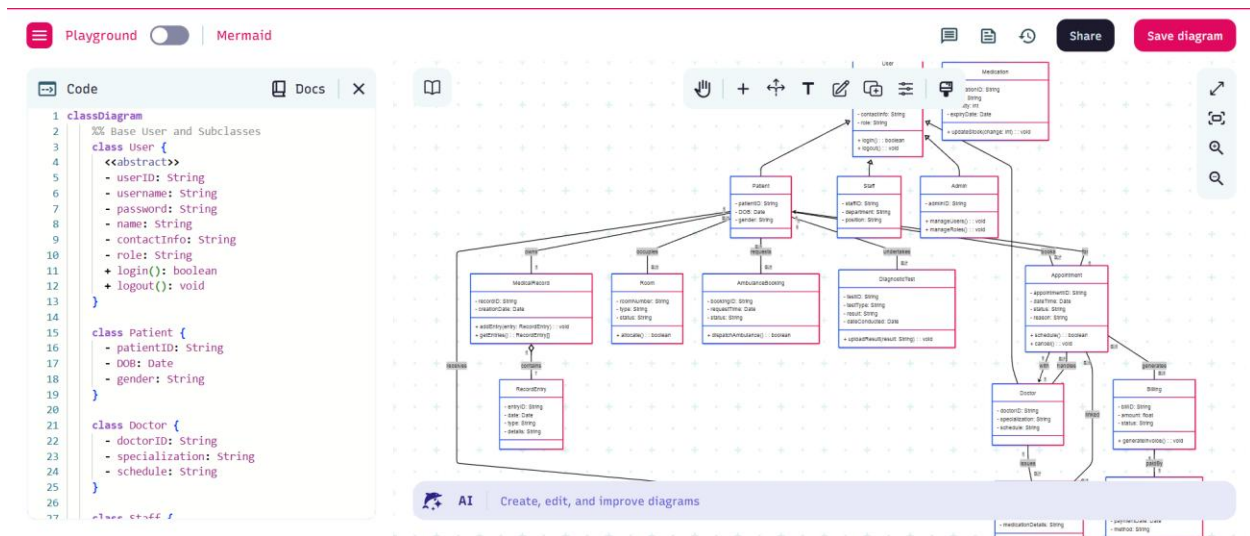 Playground
Mermaid
Share
Save diagram
Code
Docs
1 classDiagram
2 %% Base User and Subclasses
3 class User {
4 <<abstract>>
5 - userID: String
6 - username: String
7 - password: String
8 - name: String
9 - contactInfo: String
10 - role: String
11 + login(): boolean
12 + logout(): void
13 }
14
15 class Patient {
16 - patientID: String
17 - DOB: Date
18 - gender: String
19 }
20
21 class Doctor {
22 - doctorID: String
23 - specialization: String
24 - schedule: String
25 }
26
27 class Staff {
User
- contactInfo: String
- role: String
+ login() : : boolean
+ logout() : : void
Medication
- expiryDate: Date
+ updateStock(change: int) : : void
Patient
- patientID: String
- DOB: Date
- gender: String
Staff
- staffID: String
- department: String
- position: String
Admin
- adminID: String
+ manageUsers() : : void
+ manageRoles() : : void
owns
occupies
requests
undertakes
books
MedicalRecord
- recordID: String
- creationDate: Date
+ addEntry(entry: RecordEntry) : : void
+ getEntries() : : RecordEntry[]
Room
- roomNumber: String
- type: String
- status: String
+ allocate() : : boolean
AmbulanceBooking
- bookingID: String
- requestTime: Date
- status: String
+ dispatchAmbulance() : : boolean
DiagnosticTest
- testID: String
- testType: String
- result: String
- dateConducted: Date
+ uploadResult(result: String) : : void
Appointment
- appointmentID: String
- dateTime: Date
- status: String
- reason: String
+ schedule() : : boolean
+ cancel() : : void
receives
contains
with
handles
generates
RecordEntry
- entryID: String
- date: Date
- type: String
- details: String
Doctor
- doctorID: String
- specialization: String
- schedule: String
linked
Billing
- billID: String
- amount: float
- status: String
+ generateInvoice() : : void
issues
paidBy
AI
Create, edit, and improve diagrams
- medicationDetails: String
- paymentDate: Date
- method: String